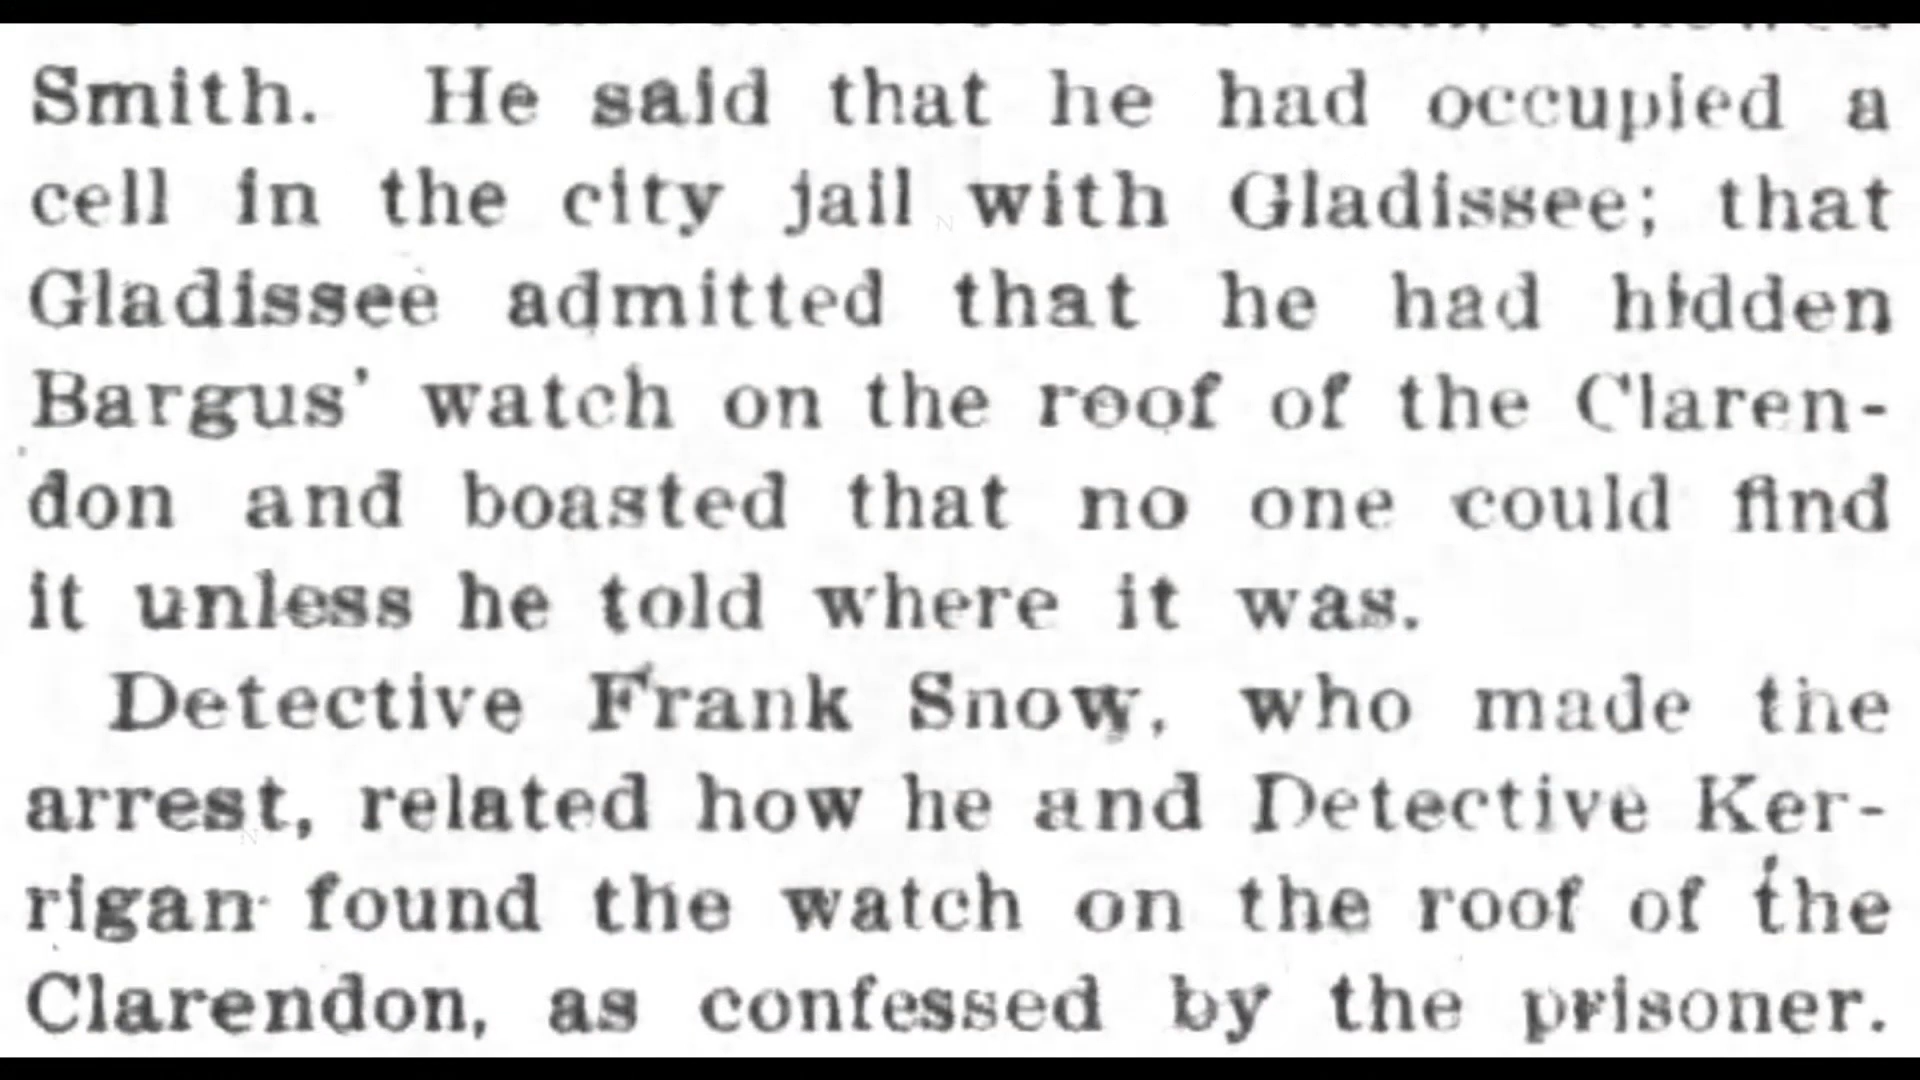 Smith. He said that he had occupied a
cell in the city jail with Gladissee; that
Gladissee admitted that he had hidden
Bargus' watch on the roof of the Claren-
don and boasted that no one could find
it unless he told where it was.
Detective Frank Snow, who made the
arrest, related how he and Detective Ker-
rigan found the watch on the roof of the
Clarendon, as confessed by the prisoner.